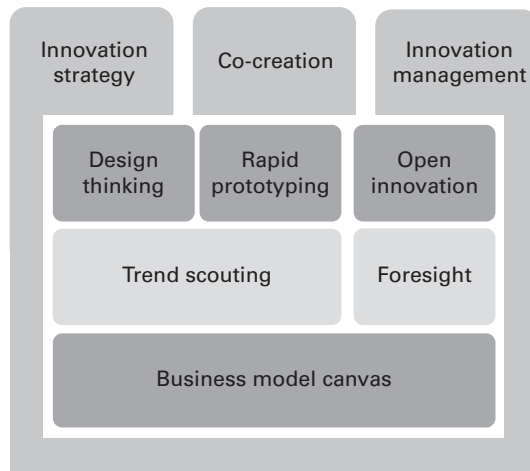 Innovation
strategy
Co-creation
Innovation
management
Design
thinking
Rapid
prototyping
Open
innovation
Trend scouting
Foresight
Business model canvas